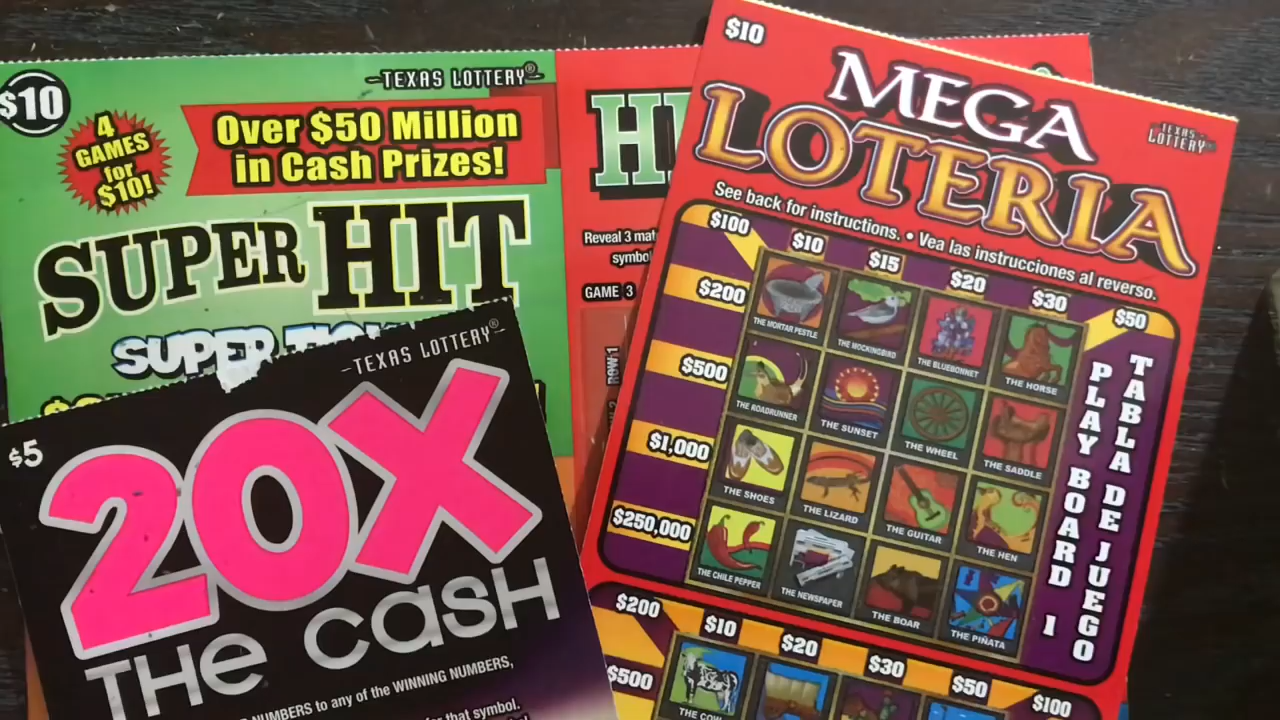 $10
TEXAS LOTTERY®
4
GAMES
for
$10!
Over $50 Million
in Cash Prizes!
SUPER HIT
SUPER
Reveal 3
GAME 3
ROW 1
$5
TEXAS LOTTERY®
20X
THE CASH
NUMBERS to any of the WINNING NUMBERS,
for that symbol.
$10
MEGA
LOTERIA
TEXAS
LOTTERY
See back for instructions. • Vea las instrucciones al reverso.
$100 $10 $15 $20 $30 $50
$200
THE MORTAR PESTLE THE MOCKINGBIRD THE BLUEBONNET THE HORSE
$500
THE ROADRUNNER THE SUNSET THE WHEEL THE SADDLE
$1,000
THE SHOES THE LIZARD THE GUITAR THE HEN
$250,000
THE CHILE PEPPER THE NEWSPAPER THE BOAR THE PIÑATA
PLAY BOARD 1
TABLA DE JUEGO
$200 $10 $20 $30 $50 $100
$500
THE COW